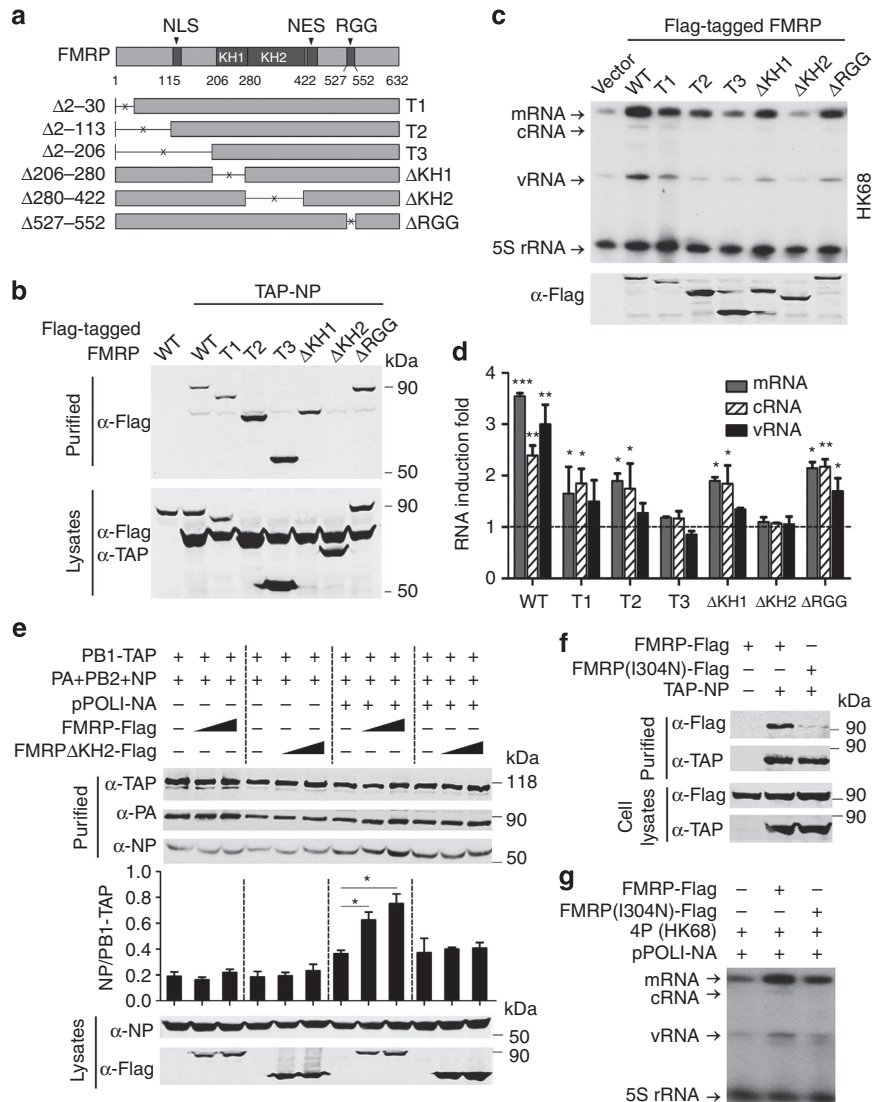 a
NLS NES RGG
FMRP KH1 KH2
1 115 206 280 422 527 552 632
Δ2–30 x T1
Δ2–113 x T2
Δ2–206 x T3
Δ206–280 x ΔKH1
Δ280–422 x ΔKH2
Δ527–552 x ΔRGG
b
TAP-NP
Flag-tagged
FMRP WT WT T1 T2 T3 ΔKH1 ΔKH2 ΔRGG
kDa
Purified
α-Flag
90
50
Lysates
α-Flag
α-TAP
90
50
c
Flag-tagged FMRP
Vector WT T1 T2 T3 ΔKH1 ΔKH2 ΔRGG
mRNA →
cRNA →
vRNA →
5S rRNA →
HK68
α-Flag
d
RNA induction fold
4
3
2
1
0
*** ** **
* *
* *
* *
* ** *
mRNA
cRNA
vRNA
WT T1 T2 T3 ΔKH1 ΔKH2 ΔRGG
e
PB1-TAP + + + + + + + + + + + +
PA+PB2+NP + + + + + + + + + + + +
pPOLI-NA – – – – – – + + + + + +
FMRP-Flag – – – – – – – –
FMRPΔKH2-Flag – – – – – – – –
kDa
Purified
α-TAP 118
α-PA 90
α-NP 50
NP/PB1-TAP
1.0
0.8
0.6
0.4
0.2
0.0
*
*
kDa
Lysates
α-NP 50
α-Flag 90
f
FMRP-Flag + + –
FMRP(I304N)-Flag – – +
TAP-NP – + +
kDa
Purified
α-Flag 90
α-TAP 90
Cell lysates
α-Flag 90
α-TAP 90
g
FMRP-Flag – + –
FMRP(I304N)-Flag – – +
4P (HK68) + + +
pPOLI-NA + + +
mRNA →
cRNA →
vRNA →
5S rRNA →